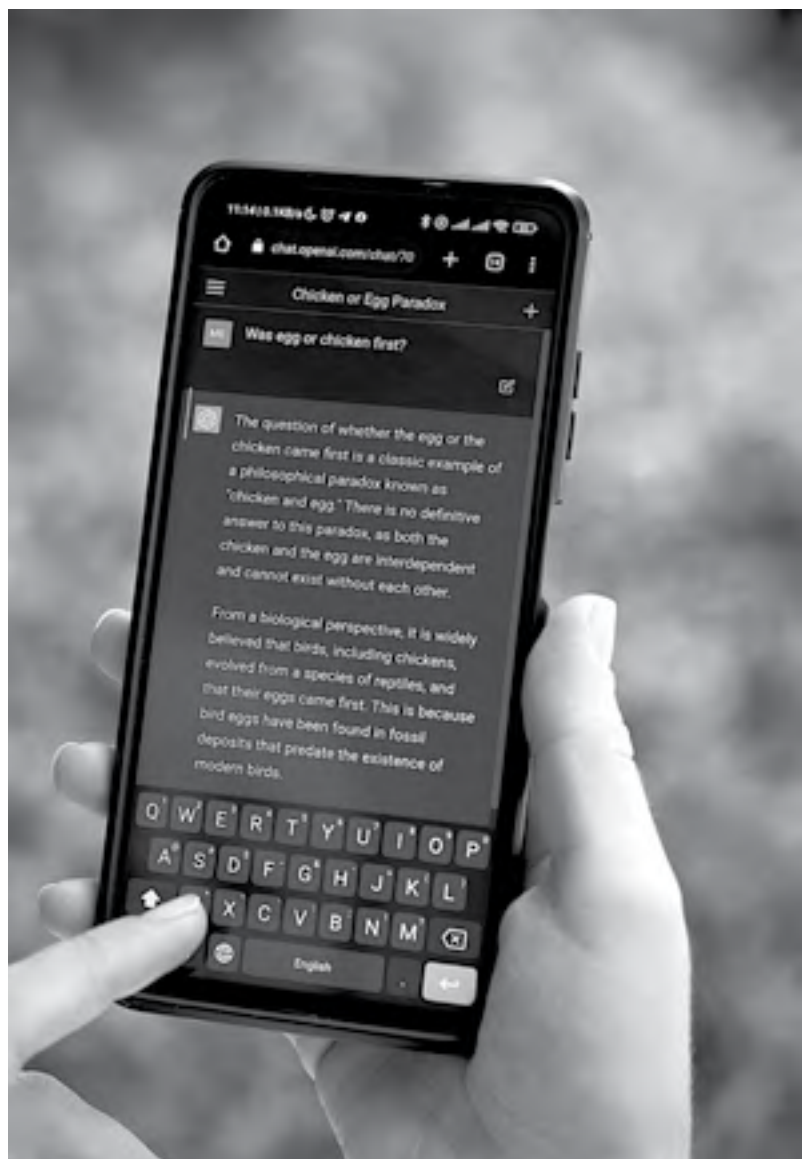 11:14
chat.openai.com/chat/70
Chicken or Egg Paradox
Was egg or chicken first?
The question of whether the egg or the
chicken came first is a classic example of
a philosophical paradox known as
"chicken and egg." There is no definitive
answer to this paradox, as both the
chicken and the egg are interdependent
and cannot exist without each other.
From a biological perspective, it is widely
believed that birds, including chickens,
evolved from a species of reptiles, and
that their eggs came first. This is because
bird eggs have been found in fossil
deposits that predate the existence of
modern birds.
Q W E R T Y U I O P
A S D F G H J K L
X C V B N M
English